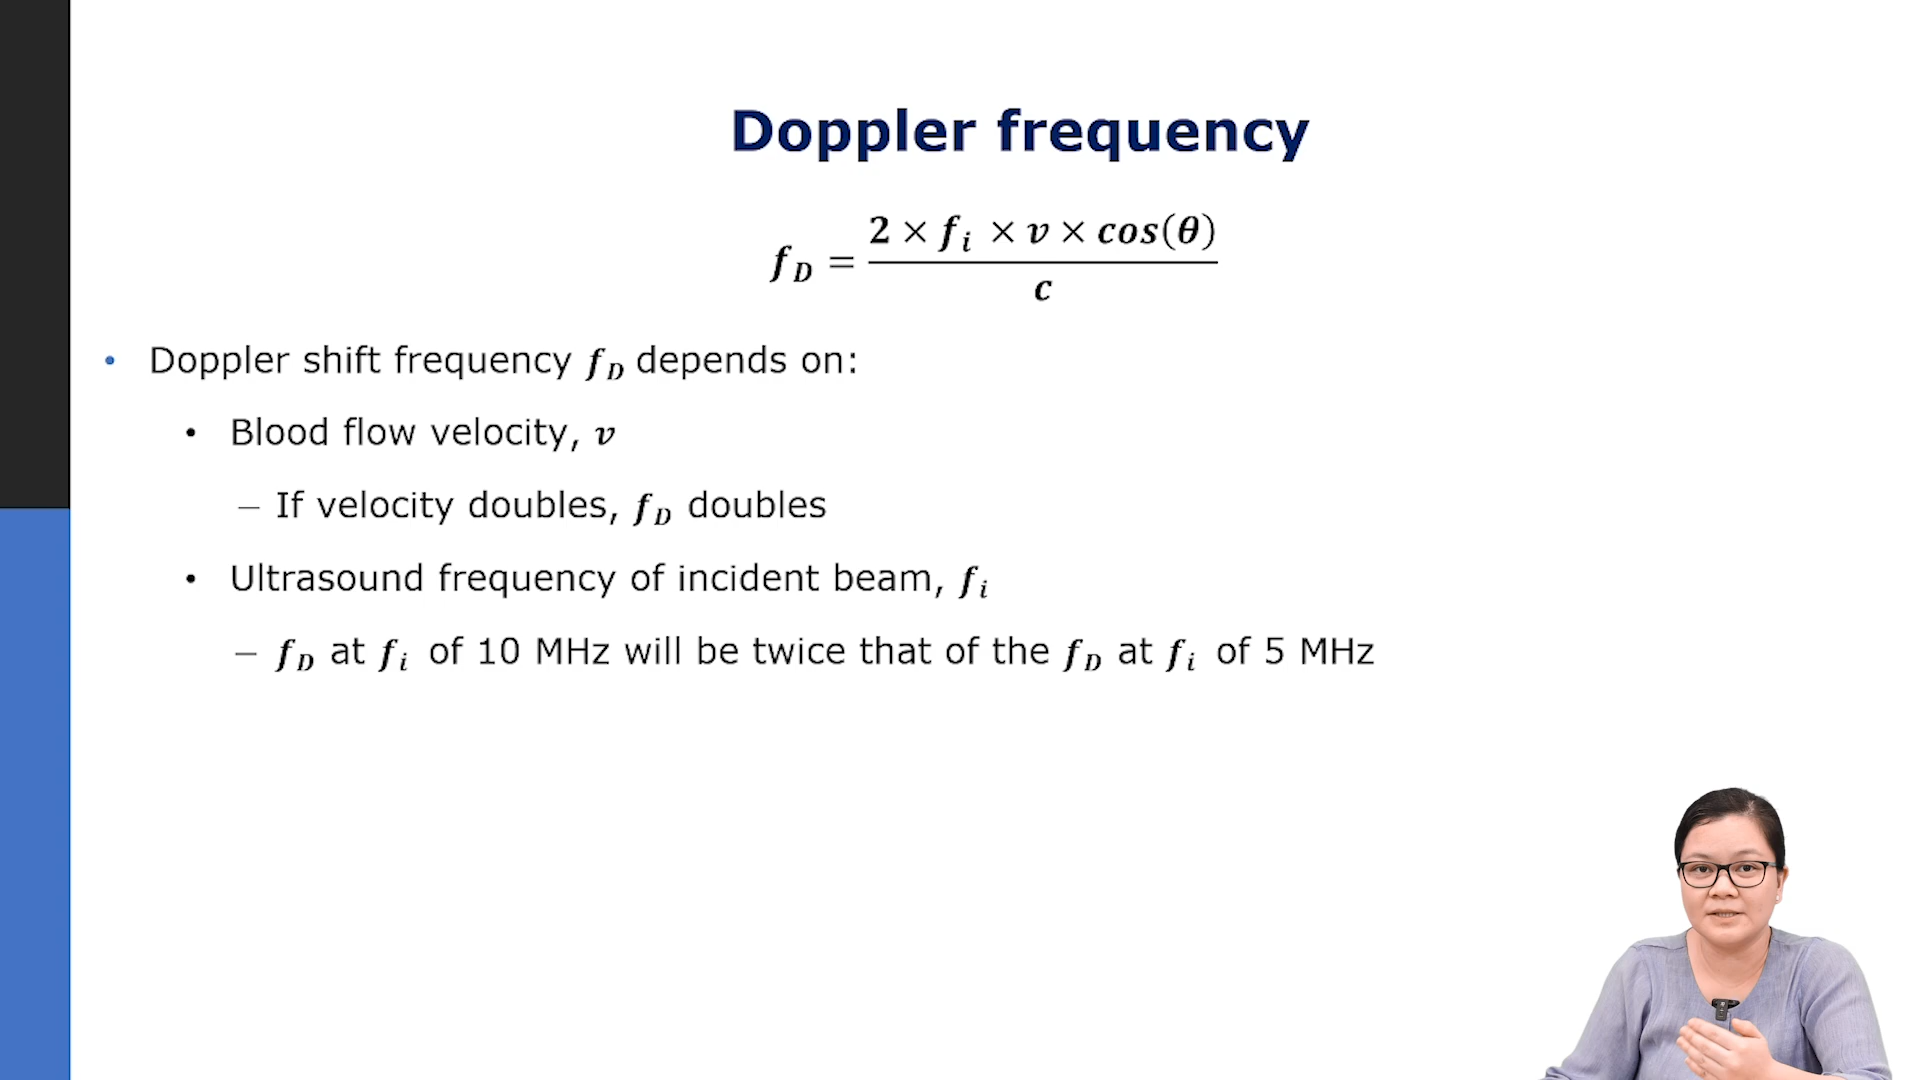 Doppler frequency
f_D = \frac{2 × f_i × v × cos(θ)}{c}
• Doppler shift frequency f_D depends on:
• Blood flow velocity, v
– If velocity doubles, f_D doubles
• Ultrasound frequency of incident beam, f_i
– f_D at f_i of 10 MHz will be twice that of the f_D at f_i of 5 MHz